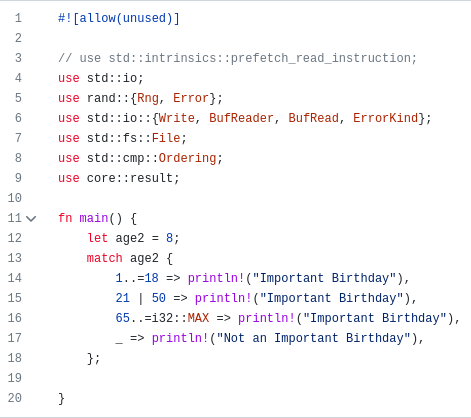 1 #![allow(unused)]
2
3 // use std::intrinsics::prefetch_read_instruction;
4 use std::io;
5 use rand::{Rng, Error};
6 use std::io::{Write, BufReader, BufRead, ErrorKind};
7 use std::fs::File;
8 use std::cmp::Ordering;
9 use core::result;
10
11 fn main() {
12     let age2 = 8;
13     match age2 {
14         1..=18 => println!("Important Birthday"),
15         21 | 50 => println!("Important Birthday"),
16         65..=i32::MAX => println!("Important Birthday"),
17         _ => println!("Not an Important Birthday"),
18     };
19
20 }